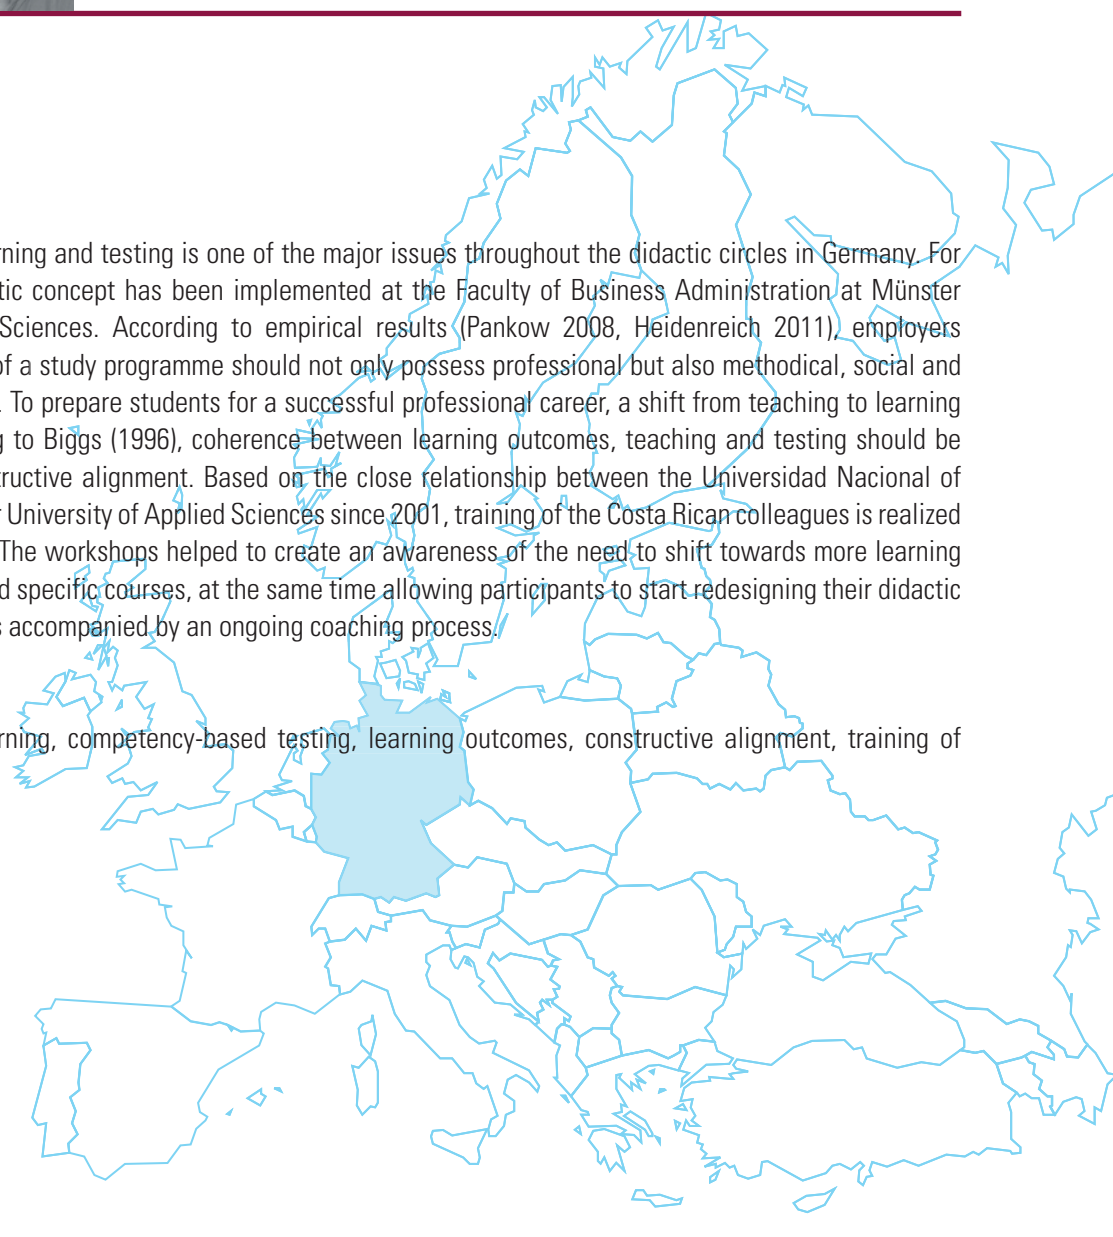 rning and testing is one of the major issues throughout the didactic circles in Germany. For
tic concept has been implemented at the Faculty of Business Administration at Münster
Sciences. According to empirical results (Pankow 2008, Heidenreich 2011), employers
of a study programme should not only possess professional but also methodical, social and
. To prepare students for a successful professional career, a shift from teaching to learning
g to Biggs (1996), coherence between learning outcomes, teaching and testing should be
tructive alignment. Based on the close relationship between the Universidad Nacional of
r University of Applied Sciences since 2001, training of the Costa Rican colleagues is realized
The workshops helped to create an awareness of the need to shift towards more learning
d specific courses, at the same time allowing participants to start redesigning their didactic
s accompanied by an ongoing coaching process.
rning, competency-based testing, learning outcomes, constructive alignment, training of